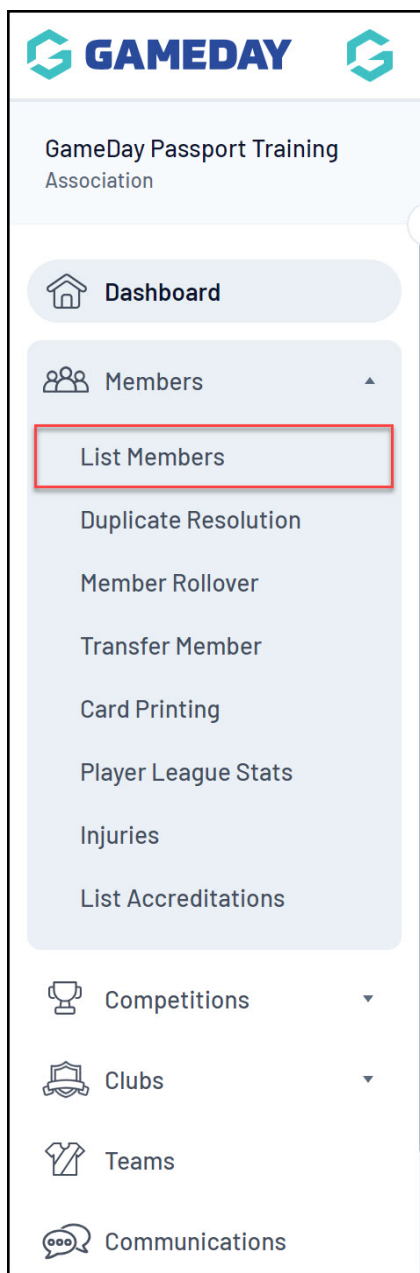 GAMEDAY
GameDay Passport Training
Association
Dashboard
Members
List Members
Duplicate Resolution
Member Rollover
Transfer Member
Card Printing
Player League Stats
Injuries
List Accreditations
Competitions
Clubs
Teams
Communications